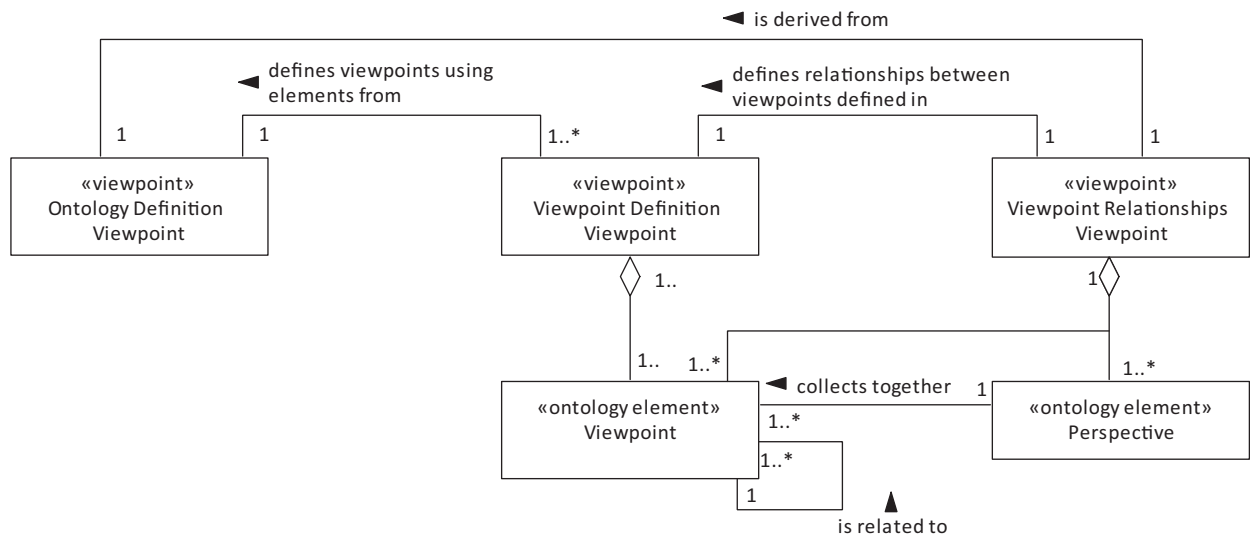 is derived from
defines viewpoints using
elements from
defines relationships between
viewpoints defined in
1
1
1..*
1
1
1
«viewpoint»
Ontology Definition
Viewpoint
«viewpoint»
Viewpoint Definition
Viewpoint
«viewpoint»
Viewpoint Relationships
Viewpoint
1..
1
1..
1..*
1..*
collects together
1
«ontology element»
Viewpoint
1..*
«ontology element»
Perspective
1..*
1
is related to